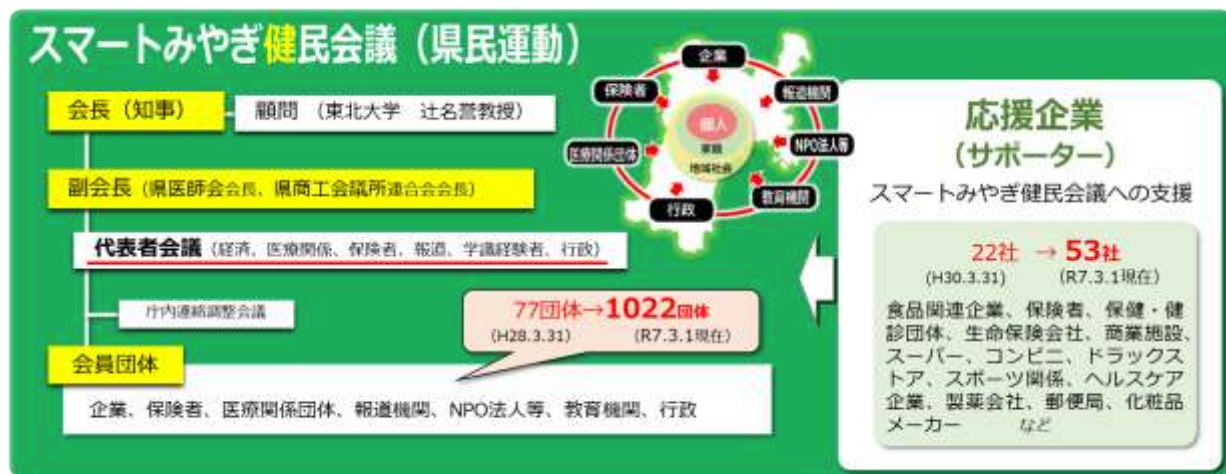 スマートみやぎ健民会議（県民運動）
会長（知事）
顧問 （東北大学 辻名誉教授）
副会長（県医師会会長、県商工会議所連合会会長）
代表者会議（経済、医療関係、保険者、報道、学識経験者、行政）
庁内連絡調整会議
77団体→1022団体
(H28.3.31) (R7.3.1現在)
会員団体
企業、保険者、医療関係団体、報道機関、NPO法人等、教育機関、行政
企業
保険者
報道機関
個人
家庭
地域社会
医療関係団体
NPO法人等
教育機関
行政
応援企業
（サポーター）
スマートみやぎ健民会議への支援
22社 → 53社
(H30.3.31) (R7.3.1現在)
食品関連企業、保険者、保健・健
診団体、生命保険会社、商業施設、
スーパー、コンビニ、ドラックス
トア、スポーツ関係、ヘルスケア
企業、製薬会社、郵便局、化粧品
メーカー など